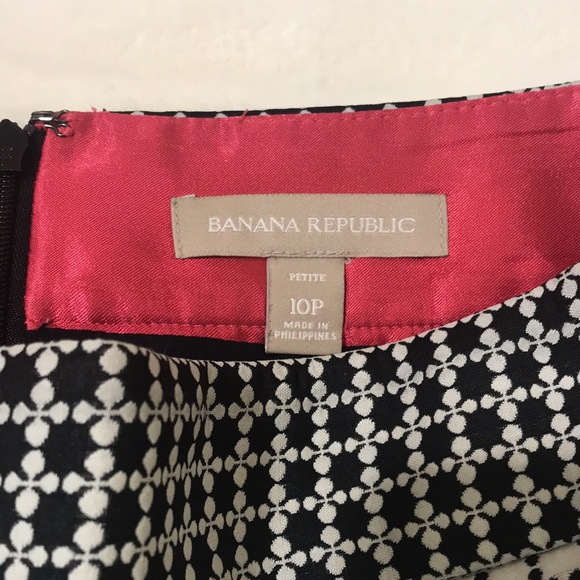 BANANA REPUBLIC
PETITE
10P
MADE IN
PHILIPPINES